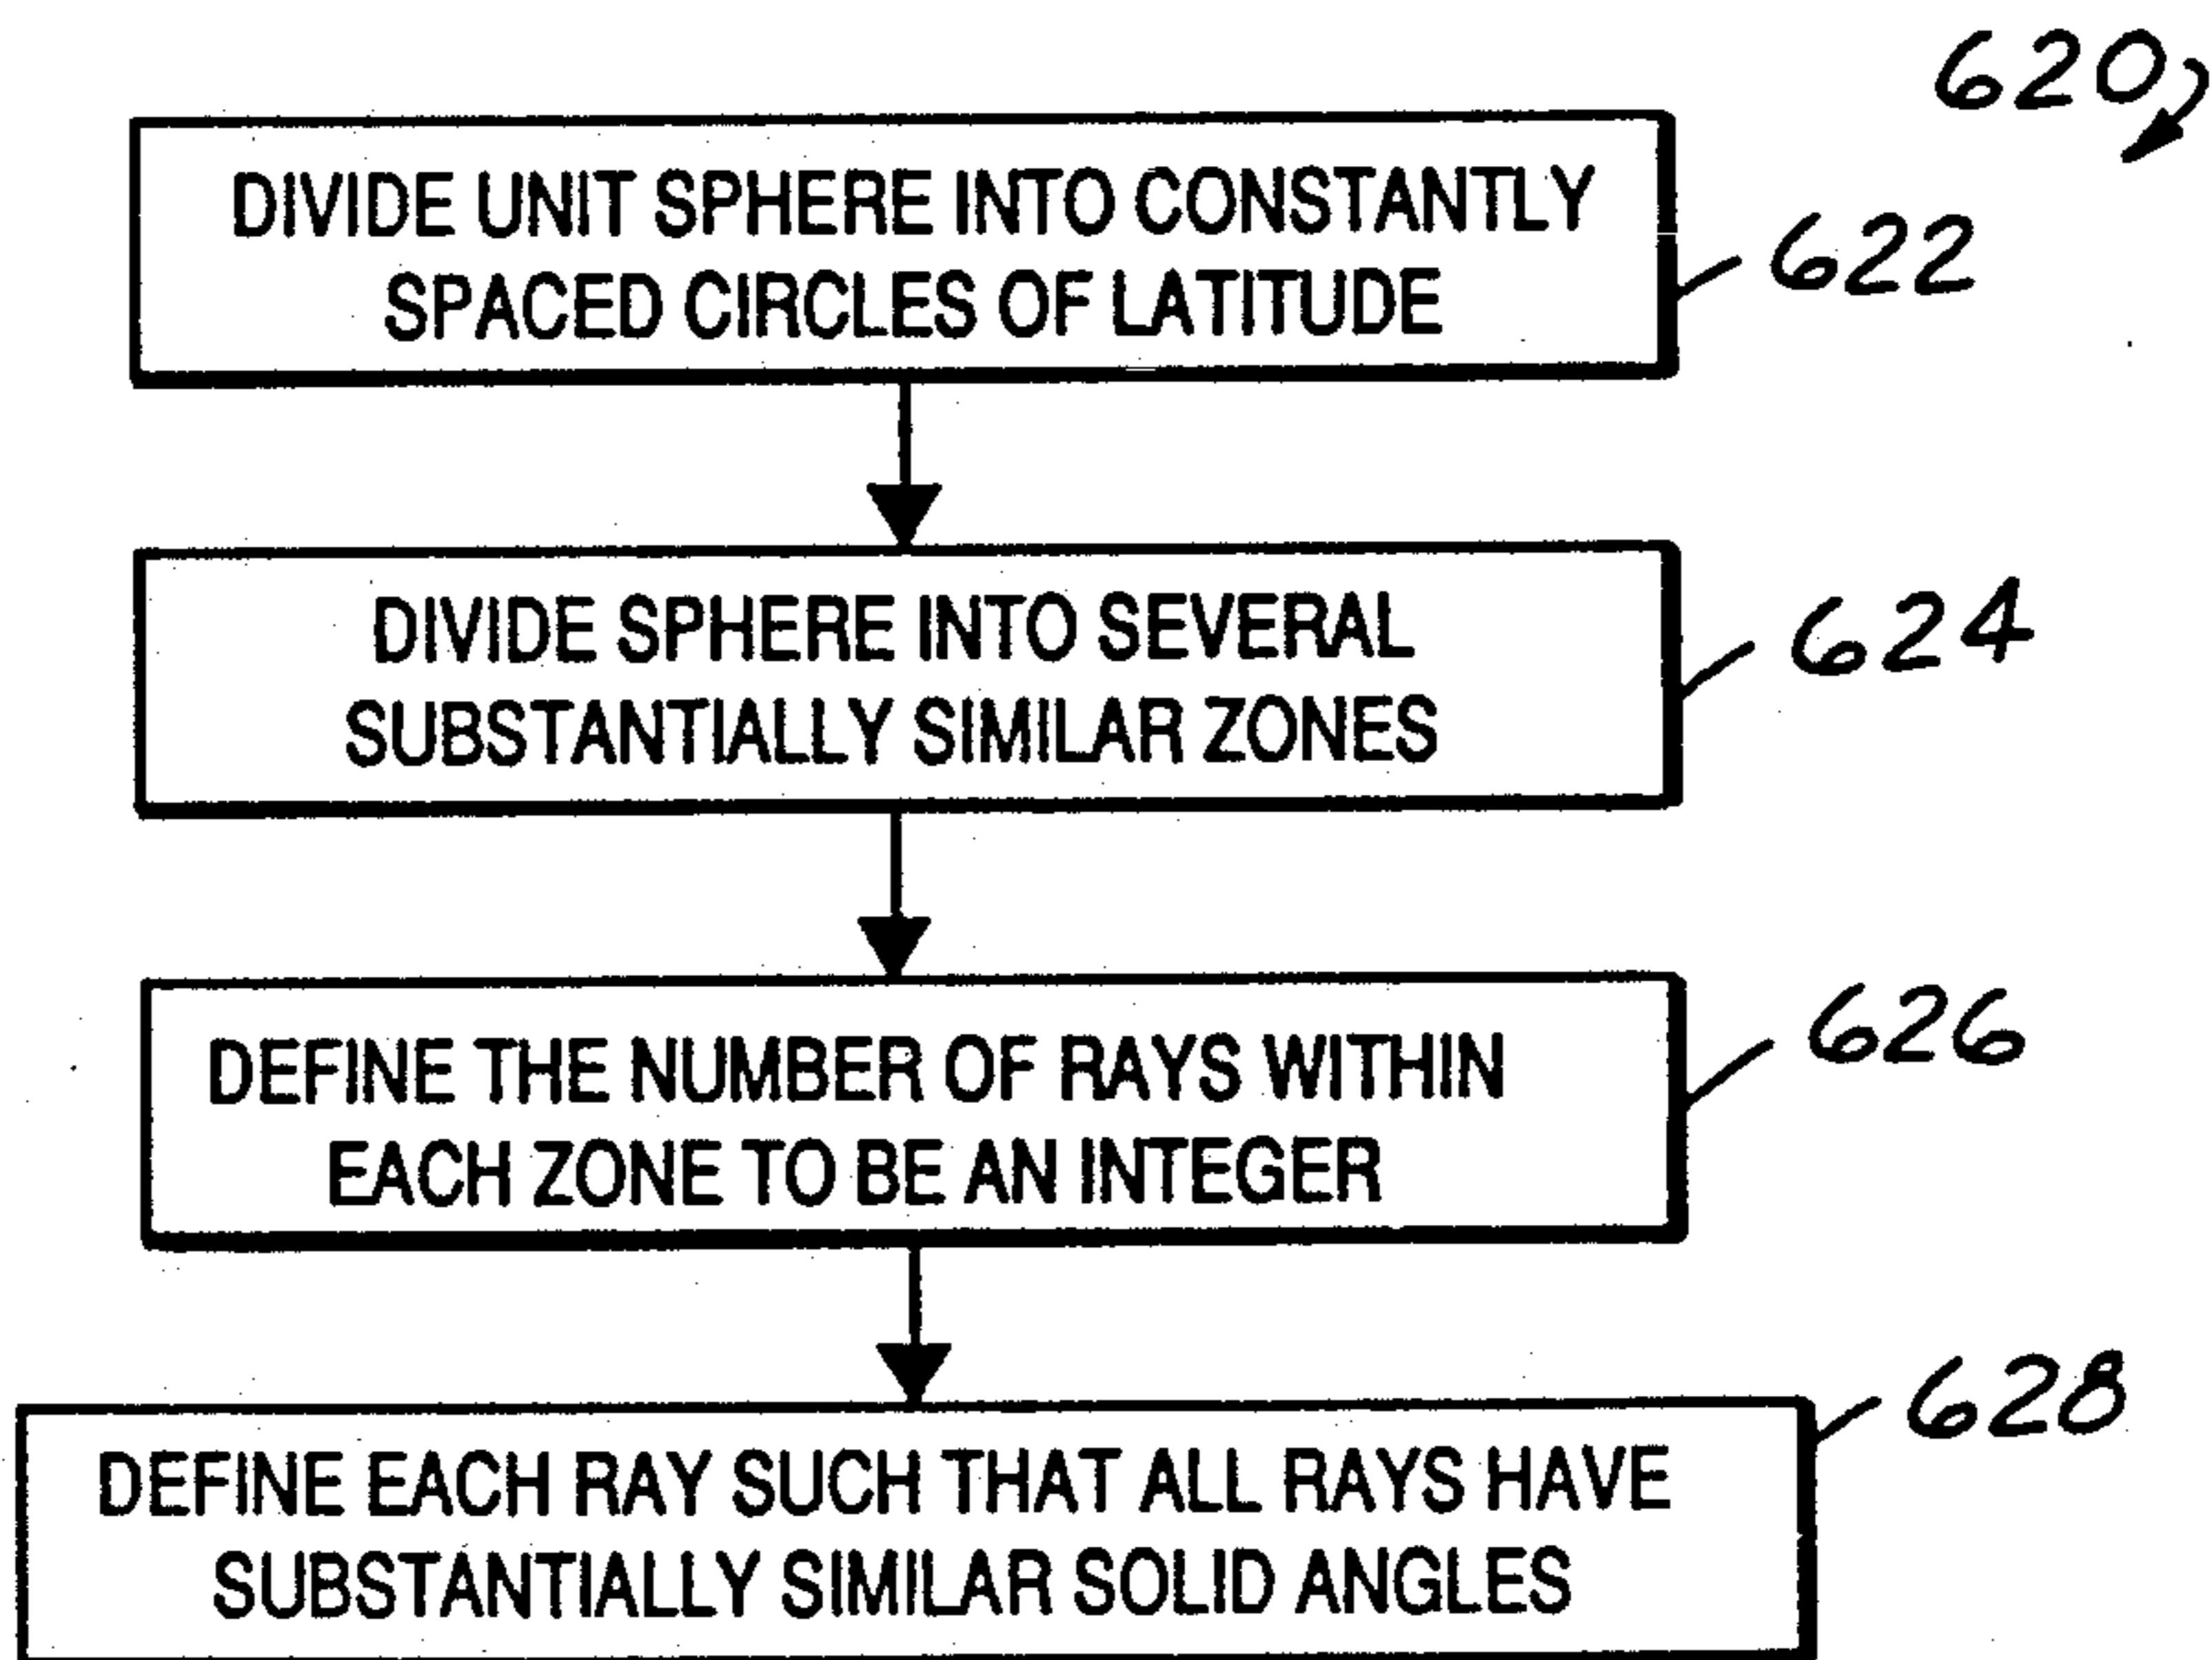 620
DIVIDE UNIT SPHERE INTO CONSTANTLY
SPACED CIRCLES OF LATITUDE
622
DIVIDE SPHERE INTO SEVERAL
SUBSTANTIALLY SIMILAR ZONES
624
DEFINE THE NUMBER OF RAYS WITHIN
EACH ZONE TO BE AN INTEGER
626
DEFINE EACH RAY SUCH THAT ALL RAYS HAVE
SUBSTANTIALLY SIMILAR SOLID ANGLES
628